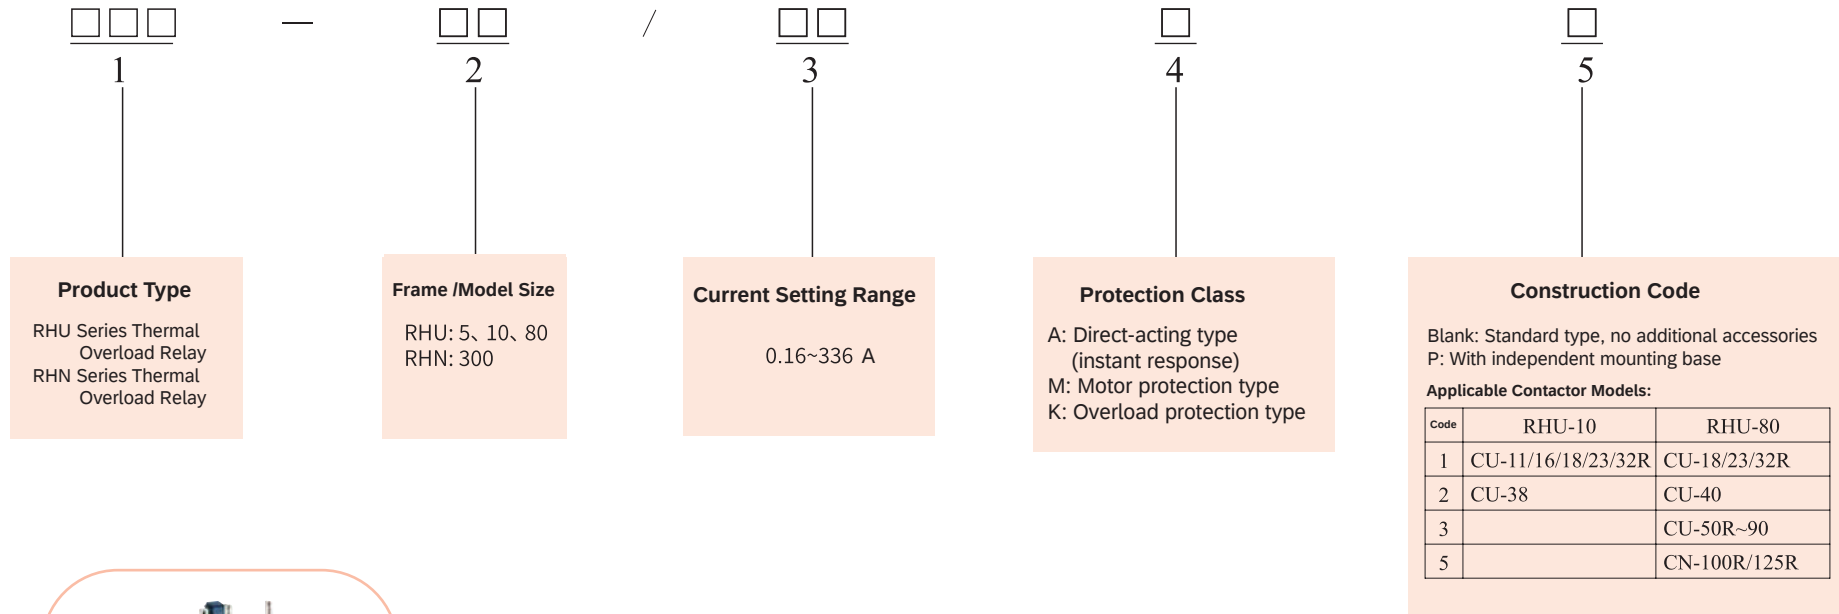 □□□ — □□ / □□ □ □
1 2 3 4 5
Product Type
RHU Series Thermal
Overload Relay
RHN Series Thermal
Overload Relay
Frame /Model Size
RHU: 5、10、80
RHN: 300
Current Setting Range
0.16~336 A
Protection Class
A: Direct-acting type
(instant response)
M: Motor protection type
K: Overload protection type
Construction Code
Blank: Standard type, no additional accessories
P: With independent mounting base
Applicable Contactor Models:
Code RHU-10 RHU-80
1 CU-11/16/18/23/32R CU-18/23/32R
2 CU-38 CU-40
3 CU-50R~90
5 CN-100R/125R